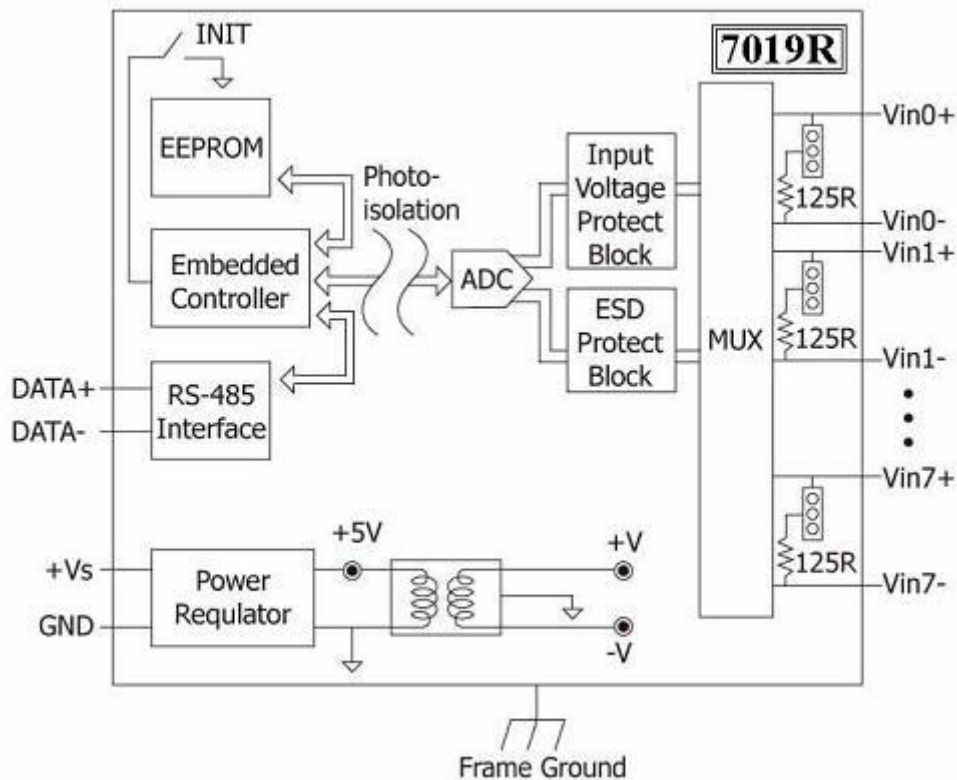 INIT
7019R
EEPROM
Photo-
isolation
Embedded
Controller
ADC
Input
Voltage
Protect
Block
ESD
Protect
Block
MUX
Vin0+
125R
Vin0-
Vin1+
125R
Vin1-
Vin7+
125R
Vin7-
DATA+
DATA-
RS-485
Interface
+Vs
GND
Power
Requlator
+5V
+V
-V
Frame Ground